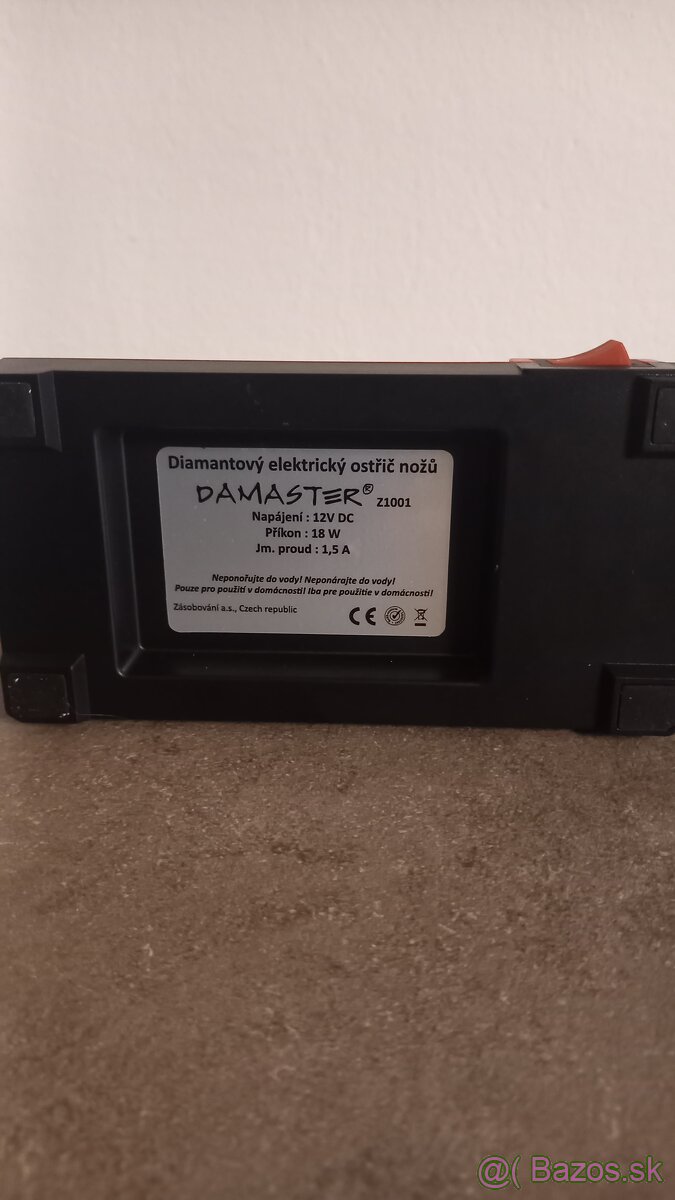 Diamantový elektrický ostřič nožů
DAMASTER® Z1001
Napájení : 12V DC
Příkon : 18 W
Jm. proud : 1,5 A
Neponořujte do vody! Neponárajte do vody!
Pouze pro použití v domácnosti! Iba pre použitie v domácnosti!
Zásobování a.s., Czech republic
CE
@( Bazos.sk